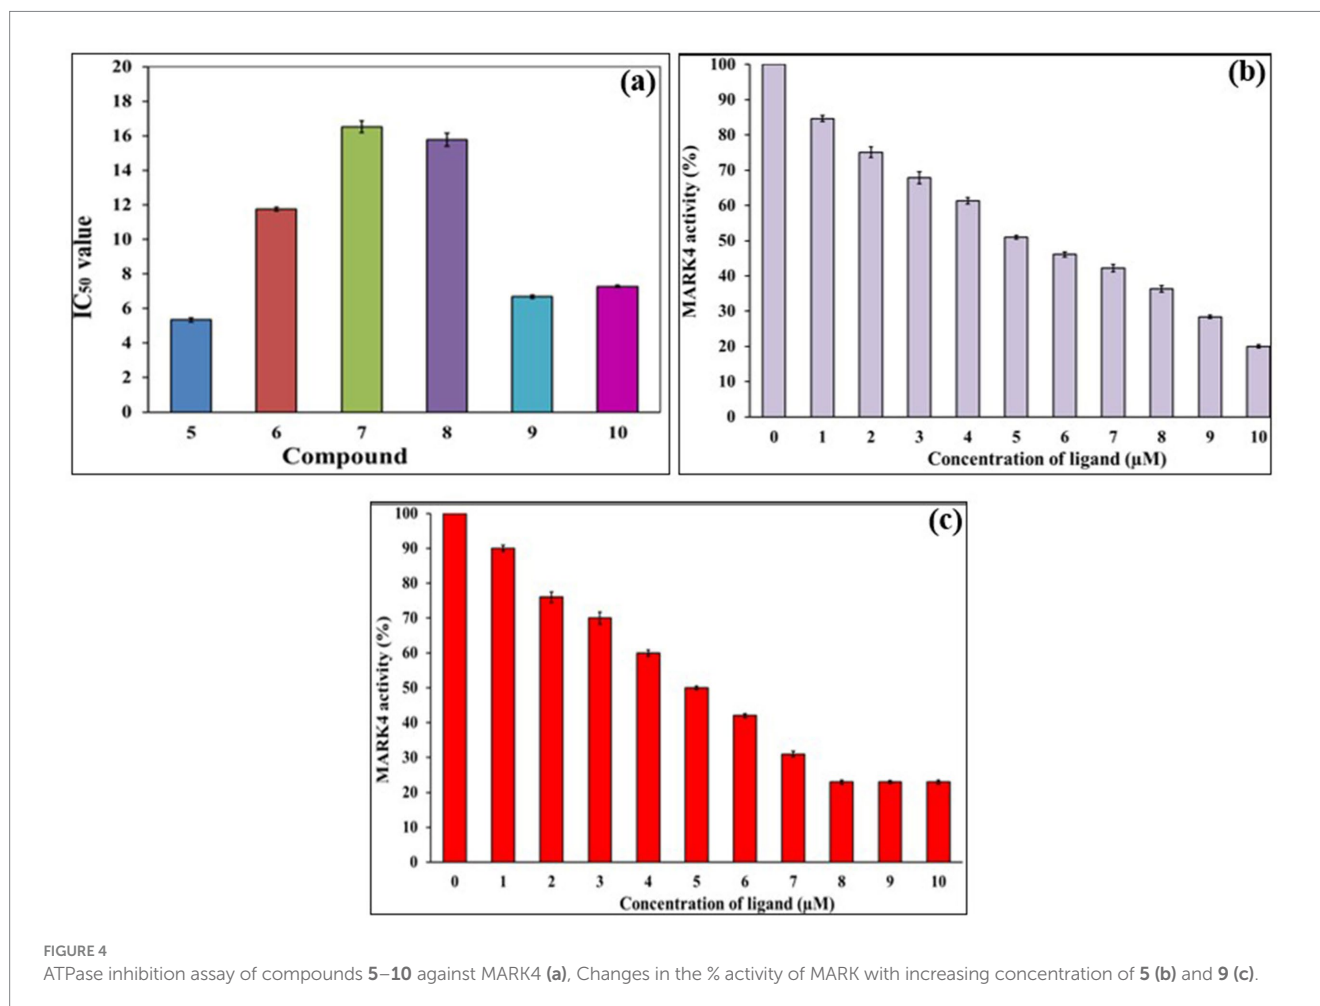 (a)
20
18
16
14
12
10
8
6
4
2
0
IC50 value
5 6 7 8 9 10
Compound
(b)
100
90
80
70
60
50
40
30
20
10
0
MARK4 activity (%)
0 1 2 3 4 5 6 7 8 9 10
Concentration of ligand (µM)
(c)
100
90
80
70
60
50
40
30
20
10
0
MARK4 activity (%)
0 1 2 3 4 5 6 7 8 9 10
Concentration of ligand (µM)
FIGURE 4
ATPase inhibition assay of compounds 5–10 against MARK4 (a), Changes in the % activity of MARK with increasing concentration of 5 (b) and 9 (c).